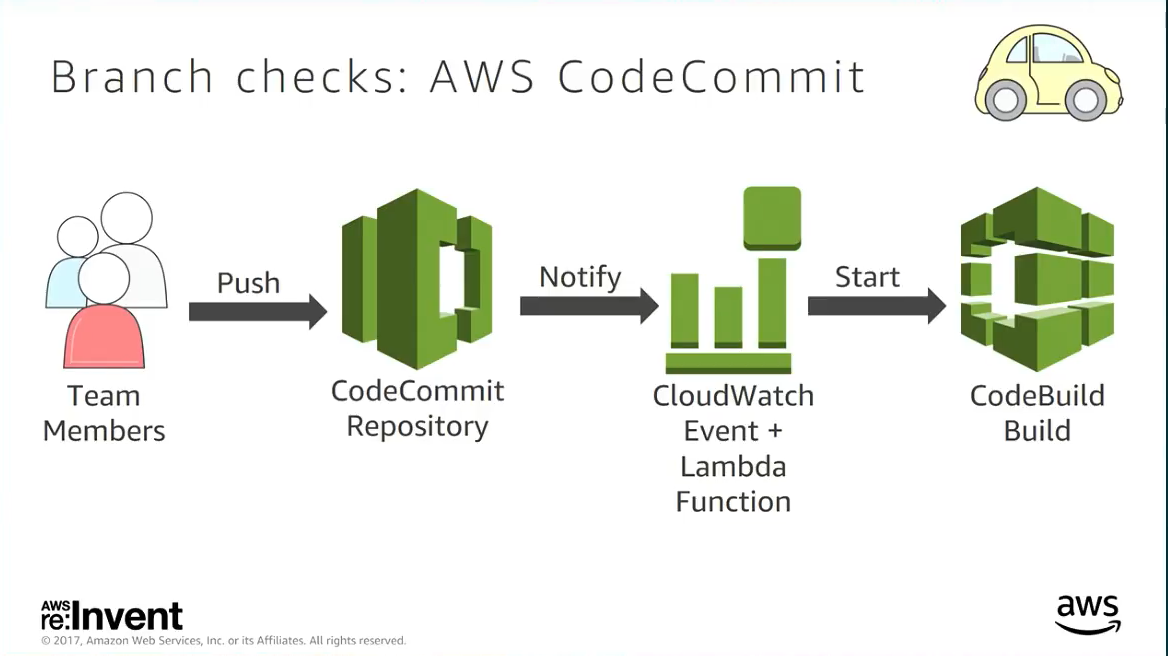 Branch checks: AWS CodeCommit
Push
Notify
Start
Team
Members
CodeCommit
Repository
CloudWatch
Event +
Lambda
Function
CodeBuild
Build
AWS
re:Invent
© 2017, Amazon Web Services, Inc. or its Affiliates. All rights reserved.
aws